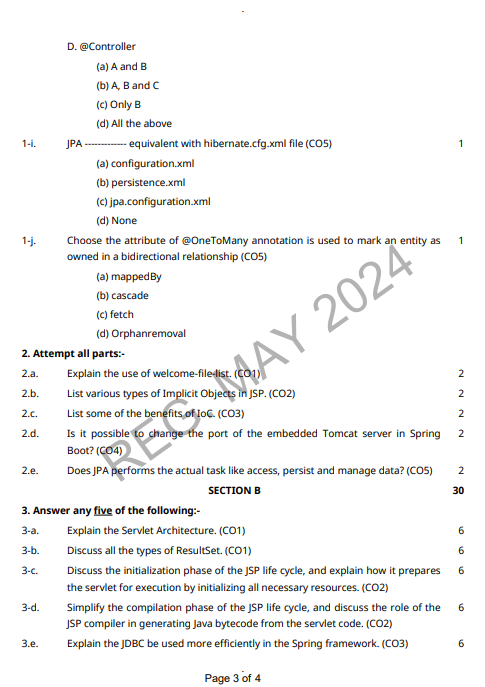 D. @Controller
(a) A and B
(b) A, B and C
(c) Only B
(d) All the above
1-i. JPA ------------- equivalent with hibernate.cfg.xml file (CO5) 1
(a) configuration.xml
(b) persistence.xml
(c) jpa.configuration.xml
(d) None
1-j. Choose the attribute of @OneToMany annotation is used to mark an entity as 1
owned in a bidirectional relationship (CO5)
(a) mappedBy
(b) cascade
(c) fetch
(d) Orphanremoval
2. Attempt all parts:-
2.a. Explain the use of welcome-file-list. (CO1) 2
2.b. List various types of Implicit Objects in JSP. (CO2) 2
2.c. List some of the benefits of IoC. (CO3) 2
2.d. Is it possible to change the port of the embedded Tomcat server in Spring 2
Boot? (CO4)
2.e. Does JPA performs the actual task like access, persist and manage data? (CO5) 2
SECTION B 30
3. Answer any five of the following:-
3-a. Explain the Servlet Architecture. (CO1) 6
3-b. Discuss all the types of ResultSet. (CO1) 6
3-c. Discuss the initialization phase of the JSP life cycle, and explain how it prepares 6
the servlet for execution by initializing all necessary resources. (CO2)
3-d. Simplify the compilation phase of the JSP life cycle, and discuss the role of the 6
JSP compiler in generating Java bytecode from the servlet code. (CO2)
3.e. Explain the JDBC be used more efficiently in the Spring framework. (CO3) 6
REG. MAY 2024
Page 3 of 4